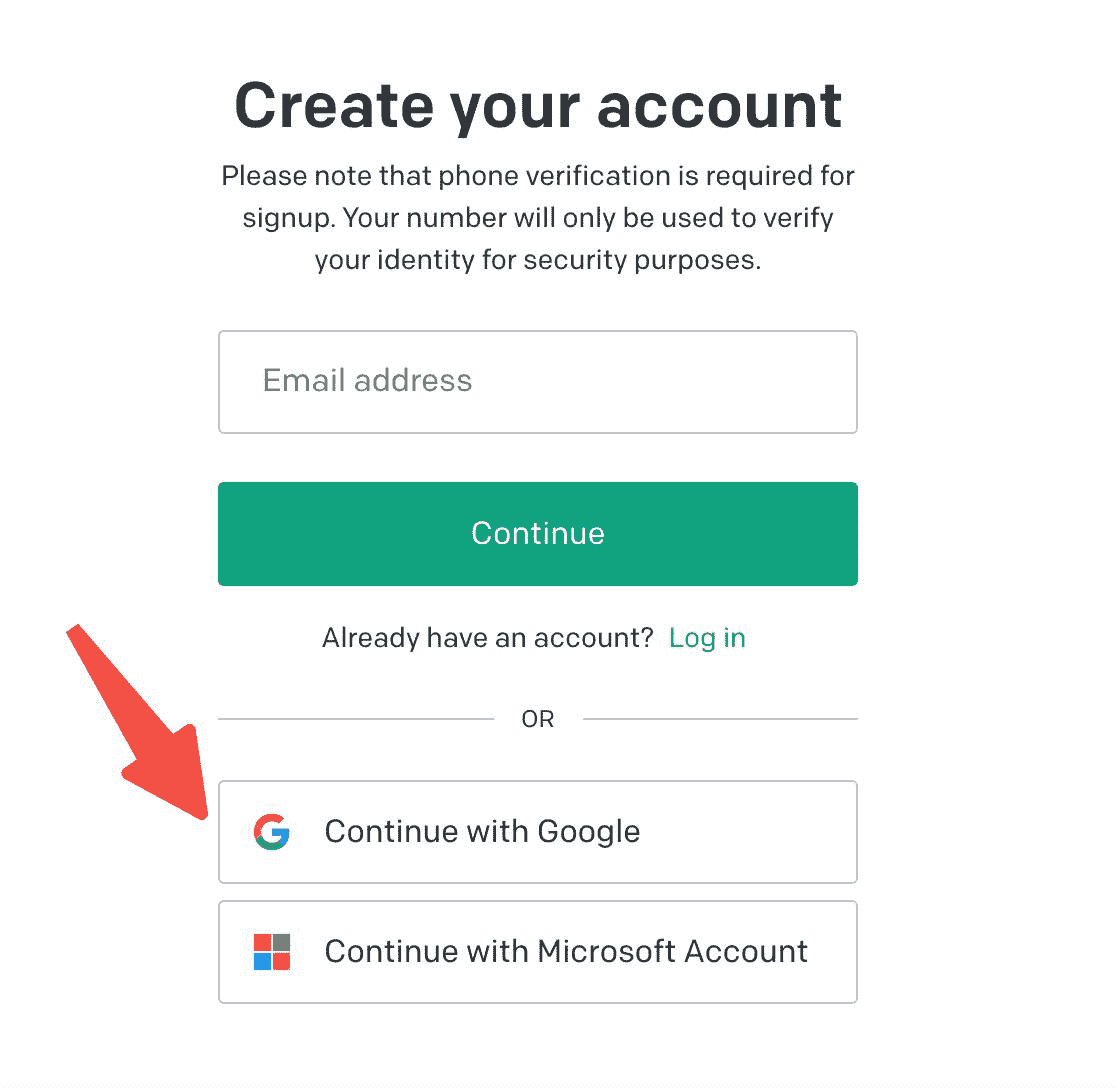 Create your account
Please note that phone verification is required for
signup. Your number will only be used to verify
your identity for security purposes.
Email address
Continue
Already have an account? Log in
OR
Continue with Google
Continue with Microsoft Account